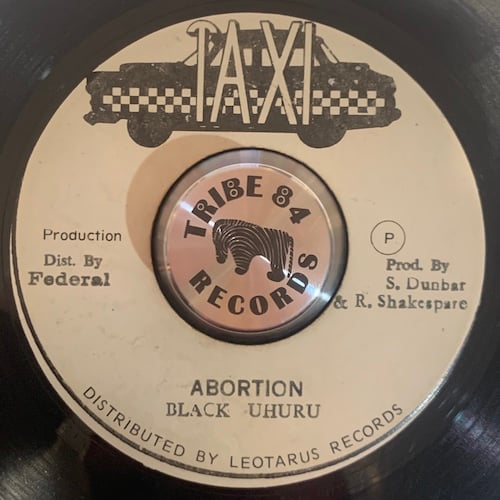 TAXI
TRIBE 84
RECORDS
Production
Dist. By
Federal
P
Prod. By
S. Dunbar
& R. Shakespare
ABORTION
BLACK UHURU
DISTRIBUTED BY LEOTARUS RECORDS